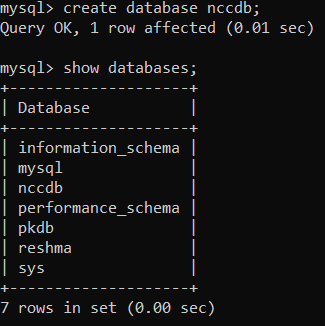 mysql> create database nccdb;
Query OK, 1 row affected (0.01 sec)

mysql> show databases;
+--------------------+
| Database           |
+--------------------+
| information_schema |
| mysql              |
| nccdb              |
| performance_schema |
| pkdb               |
| reshma             |
| sys                |
+--------------------+
7 rows in set (0.00 sec)